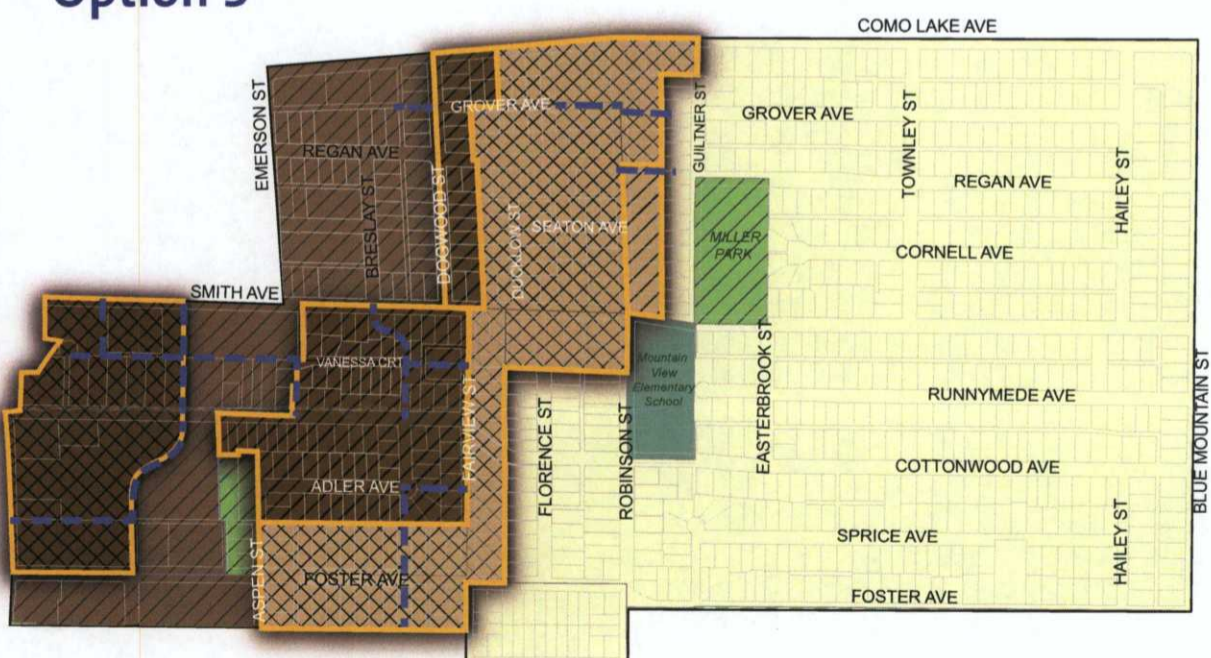 COMO LAKE AVE
EMERSON ST
GROVER AVE
GUILTNER ST
GROVER AVE
TOWNLEY ST
REGAN AVE
BRESLAY ST
DOGWOOD ST
DUCKLOW ST
SEATON AVE
MILLER
PARK
REGAN AVE
HAILEY ST
CORNELL AVE
SMITH AVE
VANESSA CRT
FAIRVIEW ST
FLORENCE ST
ROBINSON ST
Mountain
View
Elementary
School
EASTERBROOK ST
RUNNYMEDE AVE
BLUE MOUNTAIN ST
COTTONWOOD AVE
ADLER AVE
SPRICE AVE
HAILEY ST
ASPEN ST
FOSTER AVE
FOSTER AVE